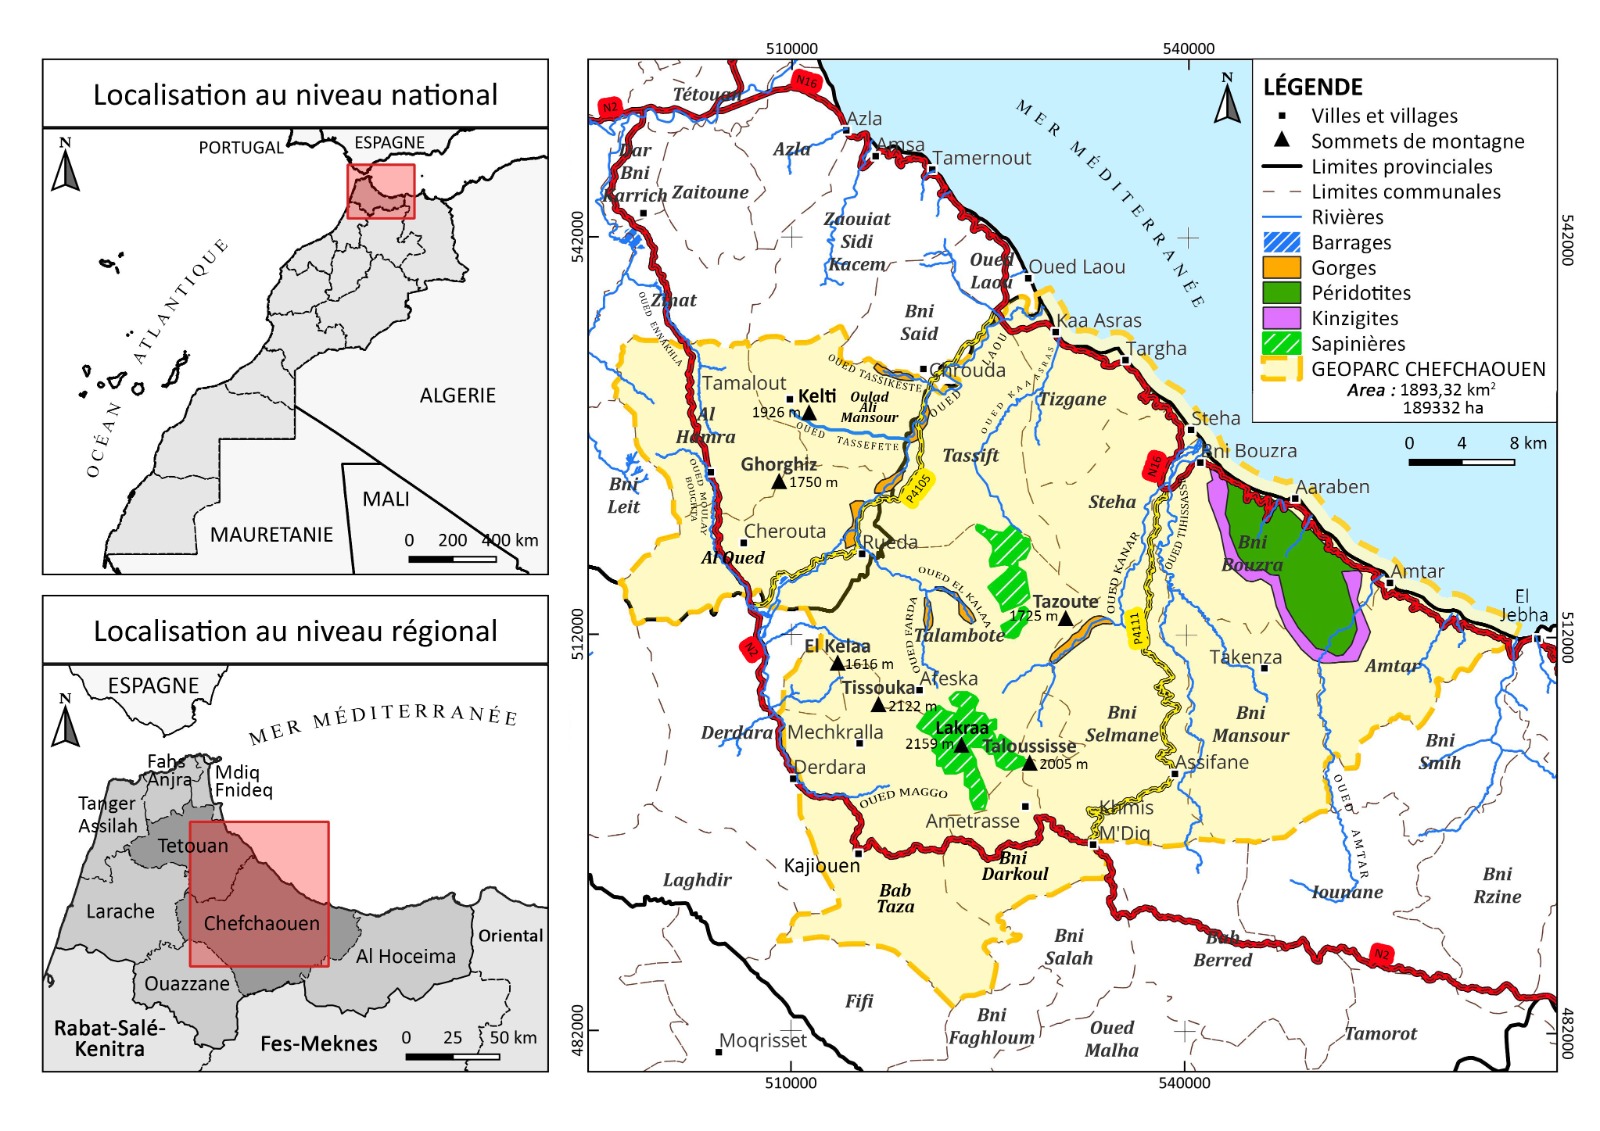 Localisation au niveau national
N
PORTUGAL
ESPAGNE
OCÉAN ATLANTIQUE
ALGERIE
MALI
MAURETANIE
0 200 400 km
Localisation au niveau régional
ESPAGNE
N
MER MÉDITERRANÉE
Fahs
Anjra
Mdiq
Fnideq
Tanger
Assilah
Tetouan
Larache
Chefchaouen
Al Hoceima
Oriental
Ouazzane
Rabat-Salé-
Kenitra
Fes-Meknes
0 25 50 km
510000
540000
N2
N16
Tétouan
Azla
Amsa
Tamernout
Azla
Dar
Bni
Karrich
Zaitoune
Zaouiat
Sidi
Kacem
MER MÉDITERRANÉE
N
542000
542000
Oued
Laou
Oued Laou
Zinat
OUED ENNAKHLA
Bni
Said
Kaa Asras
Targha
OUED TASSIKESTE
Chrouda
OUED LAOU
OUED KAA ASRAS
Tizgane
Tamalout
Kelti
1926 m
Oulad
Ali
Mansour
OUED TASSEFETE
Al
Hamra
Steha
Bni Bouzra
Tassift
Ghorghiz
1750 m
OUED MOULAY
BOUCHTA
Bni
Leit
P4105
N16
Steha
Aaraben
Cherouta
Rueda
Al Oued
OUED KANAR
OUED TIHISSASSE
Bni
Bouzra
Amtar
OUED EL KALAA
OUED FARDA
Talambote
Tazoute
1725 m
P4111
El
Jebha
512000
512000
N2
El Kelaa
1616 m
Takenza
Amtar
Tissouka
2122 m
Afeska
Derdara
Mechkralla
Lakraa
2159 m
Taloussisse
2005 m
Bni
Selmane
Bni
Mansour
Bni
Smih
Derdara
Assifane
OUED MAGGO
OUED AMTAR
Ametrasse
Khmis
M'Diq
Kajiouen
Bni
Darkoul
Laghdir
Bab
Taza
Iounane
Bni
Rzine
Bni
Salah
Bab
Berred
N2
Fifi
Bni
Faghloum
Oued
Malha
Tamorot
Moqrisset
482000
482000
510000
540000
LÉGENDE
Villes et villages
Sommets de montagne
Limites provinciales
Limites communales
Rivières
Barrages
Gorges
Péridotites
Kinzigites
Sapinières
GEOPARC CHEFCHAOUEN
Area : 1893,32 km²
189332 ha
0 4 8 km